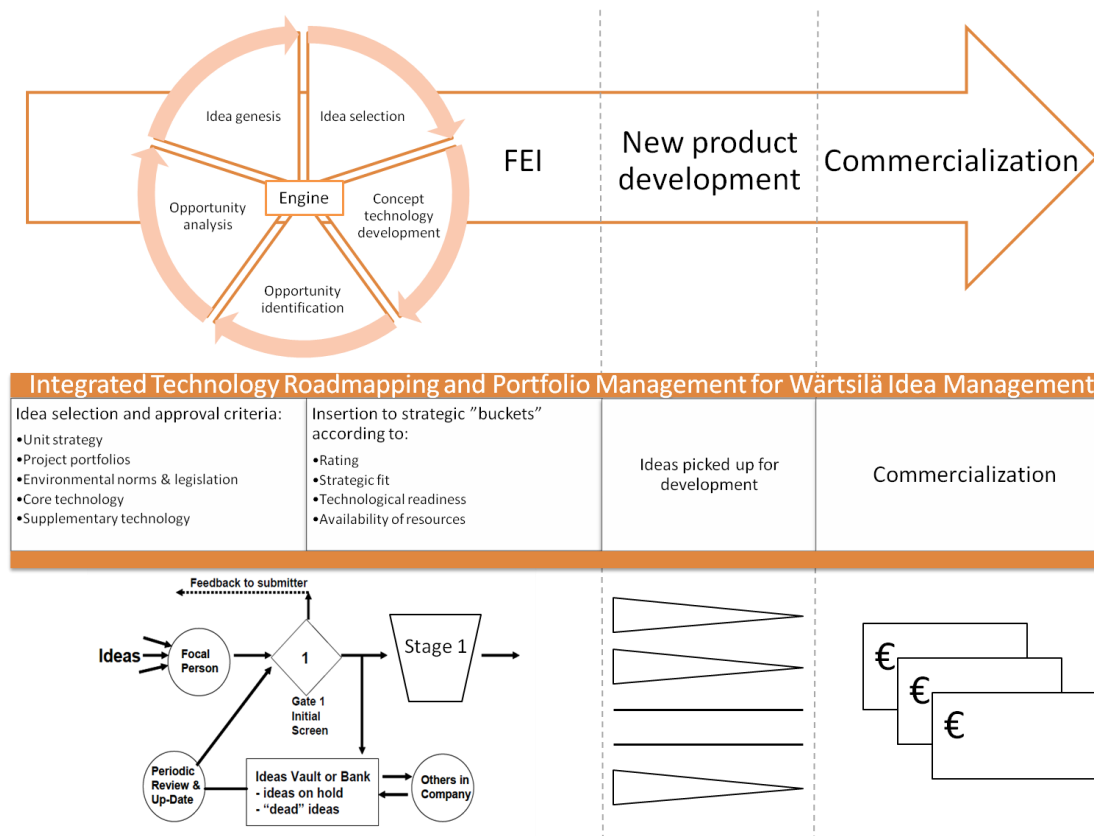 Idea genesis
Idea selection
Engine
Opportunity
analysis
Concept
technology
development
Opportunity
identification
FEI
New product
development
Commercialization
Integrated Technology Roadmapping and Portfolio Management for Wärtsilä Idea Management
Idea selection and approval criteria:
•Unit strategy
•Project portfolios
•Environmental norms & legislation
•Core technology
•Supplementary technology
Insertion to strategic ”buckets”
according to:
•Rating
•Strategic fit
•Technological readiness
•Availability of resources
Ideas picked up for
development
Commercialization
Feedback to submitter
Ideas
Focal
Person
1
Stage 1
Gate 1
Initial
Screen
Periodic
Review &
Up-Date
Ideas Vault or Bank
- ideas on hold
- “dead” ideas
Others in
Company
€
€
€